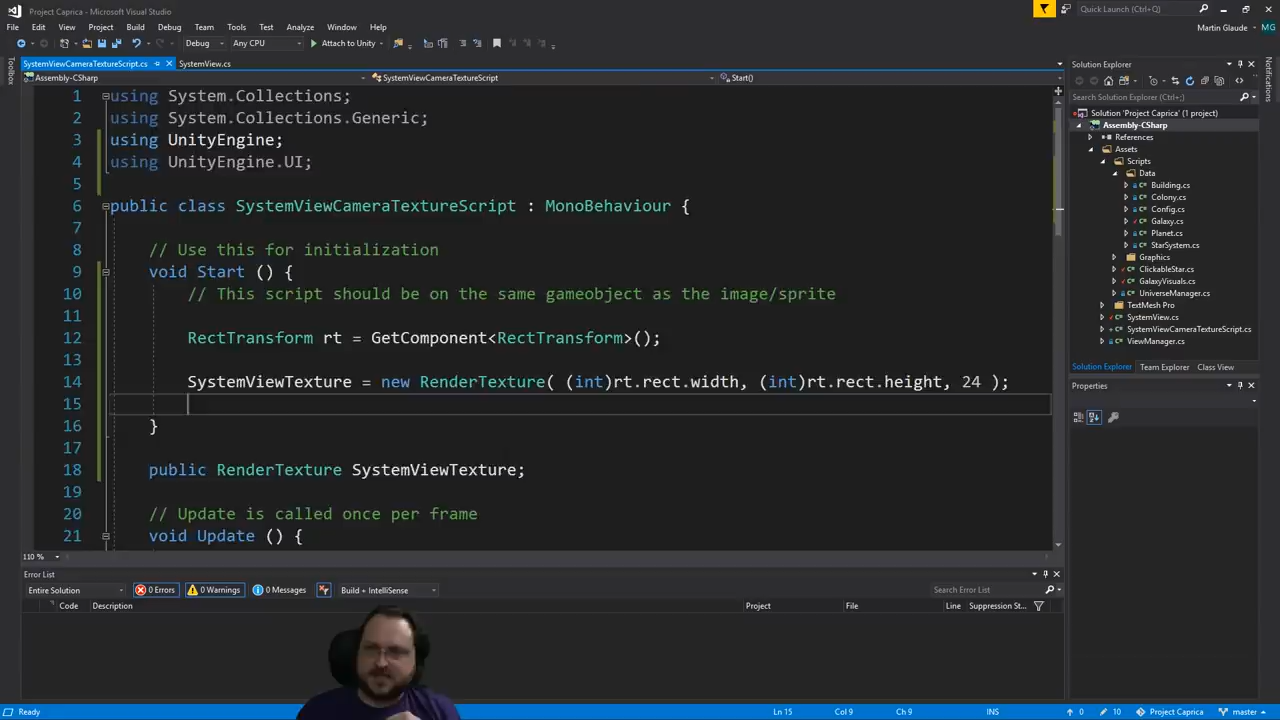 Project Caprica - Microsoft Visual Studio
Quick Launch (Ctrl+Q)
File Edit View Project Build Debug Team Tools Test Analyze Window Help
Martin Glaude MG
Debug Any CPU Attach to Unity
Toolbox
SystemViewCameraTextureScript.cs SystemView.cs
Assembly-CSharp SystemViewCameraTextureScript Start()
1 using System.Collections;
2 using System.Collections.Generic;
3 using UnityEngine;
4 using UnityEngine.UI;
5
6 public class SystemViewCameraTextureScript : MonoBehaviour {
7
8 // Use this for initialization
9 void Start () {
10 // This script should be on the same gameobject as the image/sprite
11
12 RectTransform rt = GetComponent<RectTransform>();
13
14 SystemViewTexture = new RenderTexture( (int)rt.rect.width, (int)rt.rect.height, 24 );
15
16 }
17
18 public RenderTexture SystemViewTexture;
19
20 // Update is called once per frame
21 void Update () {
110 %
Solution Explorer
Search Solution Explorer (Ctrl+;)
Solution 'Project Caprica' (1 project)
Assembly-CSharp
References
Assets
Scripts
Data
Building.cs
Colony.cs
Config.cs
Galaxy.cs
Planet.cs
StarSystem.cs
Graphics
ClickableStar.cs
GalaxyVisuals.cs
UniverseManager.cs
TextMesh Pro
SystemView.cs
SystemViewCameraTextureScript.cs
ViewManager.cs
Solution Explorer Team Explorer Class View
Properties
Notifications
Error List
Entire Solution 0 Errors 0 Warnings 0 Messages Build + IntelliSense Search Error List
Code Description Project File Line Suppression St...
Ready Ln 15 Col 9 Ch 9 INS 0 10 Project Caprica master